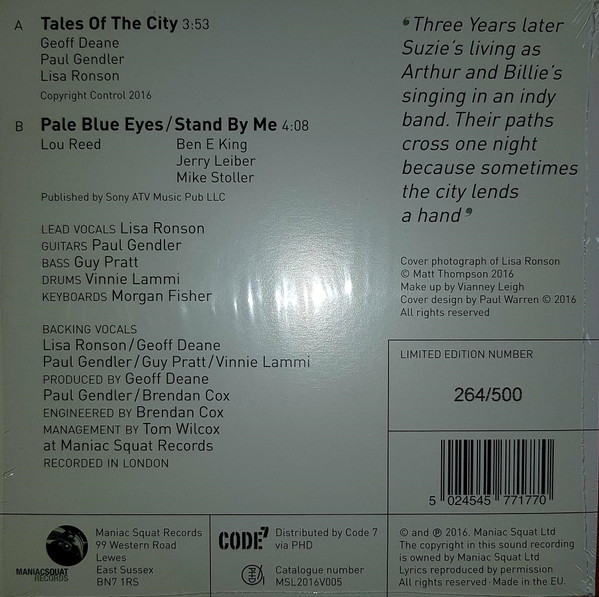 A Tales Of The City 3:53
Geoff Deane
Paul Gendler
Lisa Ronson
Copyright Control 2016
B Pale Blue Eyes/Stand By Me 4:08
Lou Reed Ben E King
Jerry Leiber
Mike Stoller
Published by Sony ATV Music Pub LLC
LEAD VOCALS Lisa Ronson
GUITARS Paul Gendler
BASS Guy Pratt
DRUMS Vinnie Lammi
KEYBOARDS Morgan Fisher
BACKING VOCALS
Lisa Ronson/Geoff Deane
Paul Gendler/Guy Pratt/Vinnie Lammi
PRODUCED BY Geoff Deane
Paul Gendler/Brendan Cox
ENGINEERED BY Brendan Cox
MANAGEMENT BY Tom Wilcox
at Maniac Squat Records
RECORDED IN LONDON
❛Three Years later
Suzie's living as
Arthur and Billie's
singing in an indy
band. Their paths
cross one night
because sometimes
the city lends
a hand❜
Cover photograph of Lisa Ronson
© Matt Thompson 2016
Make up by Vianney Leigh
Cover design by Paul Warren © 2016
All rights reserved
LIMITED EDITION NUMBER
264/500
5 024545 771770
MANIACSQUAT
RECORDS
Maniac Squat Records
99 Western Road
Lewes
East Sussex
BN7 1RS
CODE7
Distributed by Code 7
via PHD
Catalogue number
MSL2016V005
© and ℗ 2016. Maniac Squat Ltd
The copyright in this sound recording
is owned by Maniac Squat Ltd
Lyrics reproduced by permission
All rights reserved · Made in the EU.